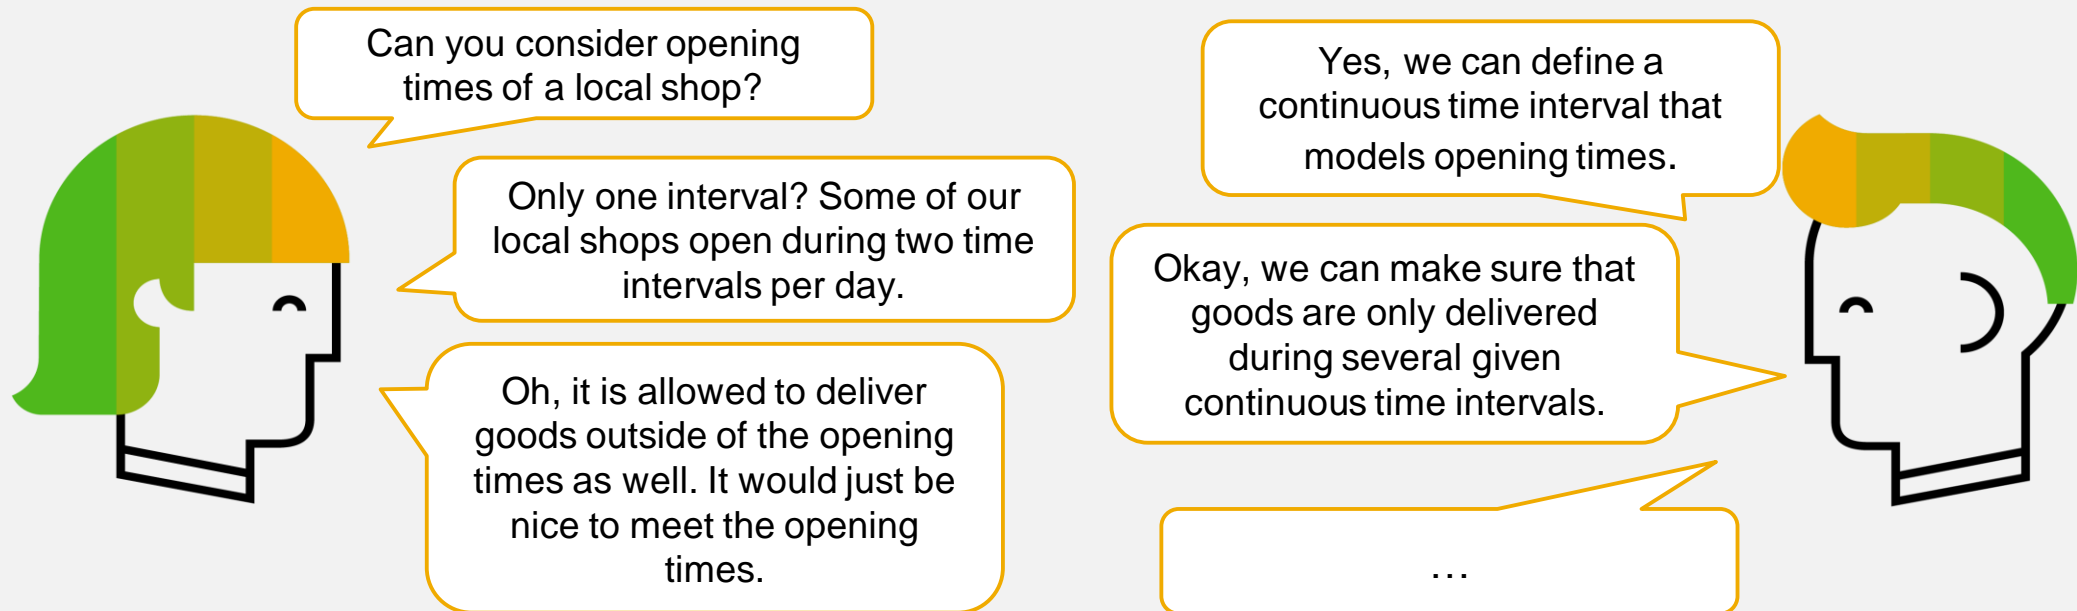 Can you consider opening
times of a local shop?
Yes, we can define a
continuous time interval that
models opening times.
Only one interval? Some of our
local shops open during two time
intervals per day.
Okay, we can make sure that
goods are only delivered
during several given
continuous time intervals.
Oh, it is allowed to deliver
goods outside of the opening
times as well. It would just be
nice to meet the opening
times.
…